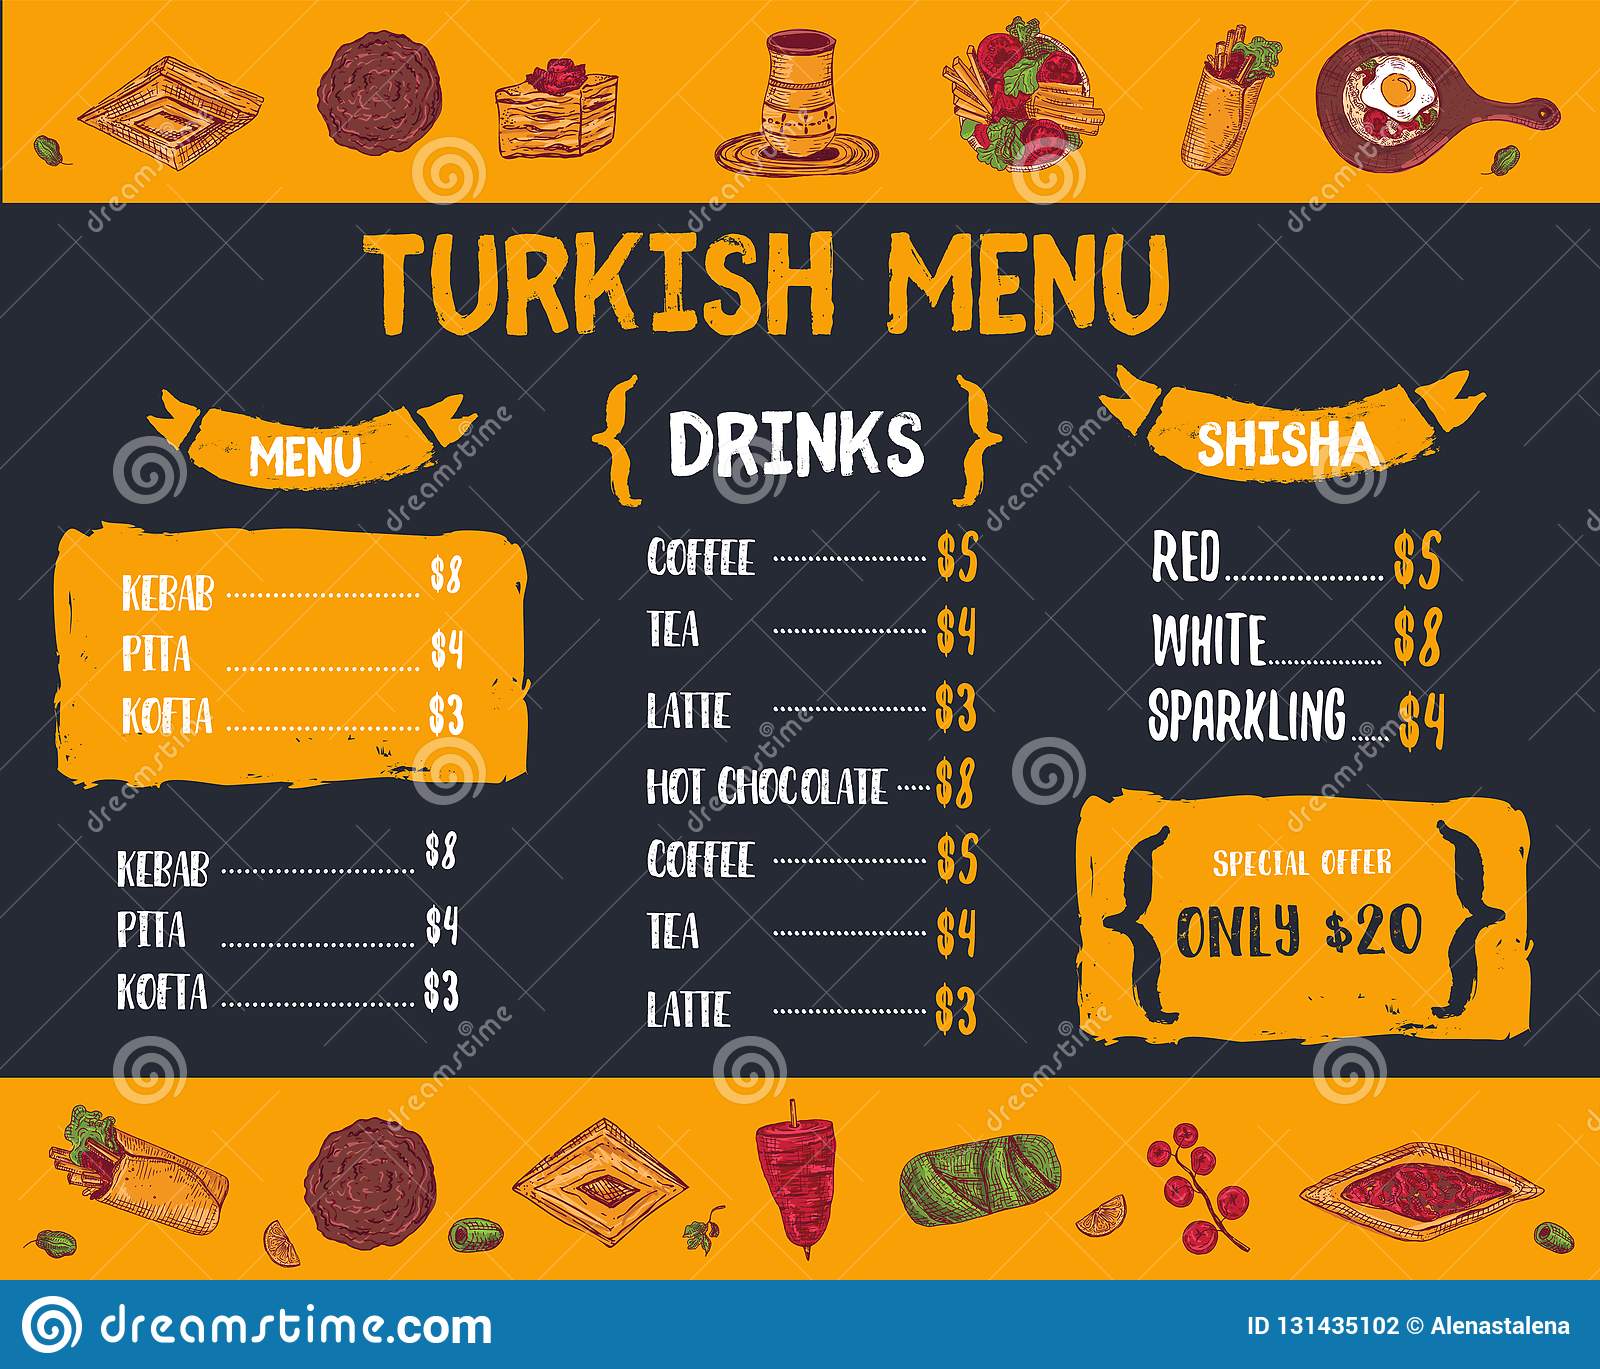 TURKISH MENU
MENU
KEBAB .......................... $8
PITA .......................... $4
KOFTA .......................... $3
KEBAB .......................... $8
PITA .......................... $4
KOFTA .......................... $3
DRINKS
COFFEE .......................... $5
TEA .......................... $4
LATTE .......................... $3
HOT CHOCOLATE ..... $8
COFFEE .......................... $5
TEA .......................... $4
LATTE .......................... $3
SHISHA
RED .......................... $5
WHITE .................... $8
SPARKLING ..... $4
SPECIAL OFFER
ONLY $20
dreamstime.com
ID 131435102 © Alenastalena